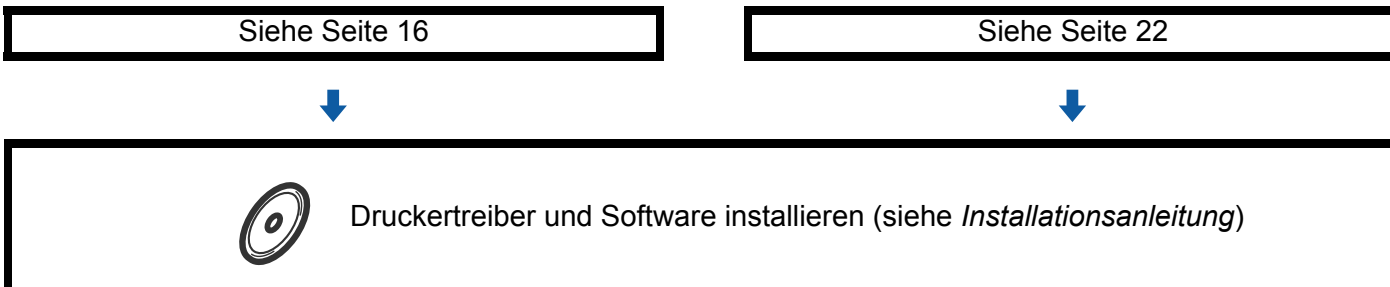 Siehe Seite 16
Siehe Seite 22
Druckertreiber und Software installieren (siehe Installationsanleitung)